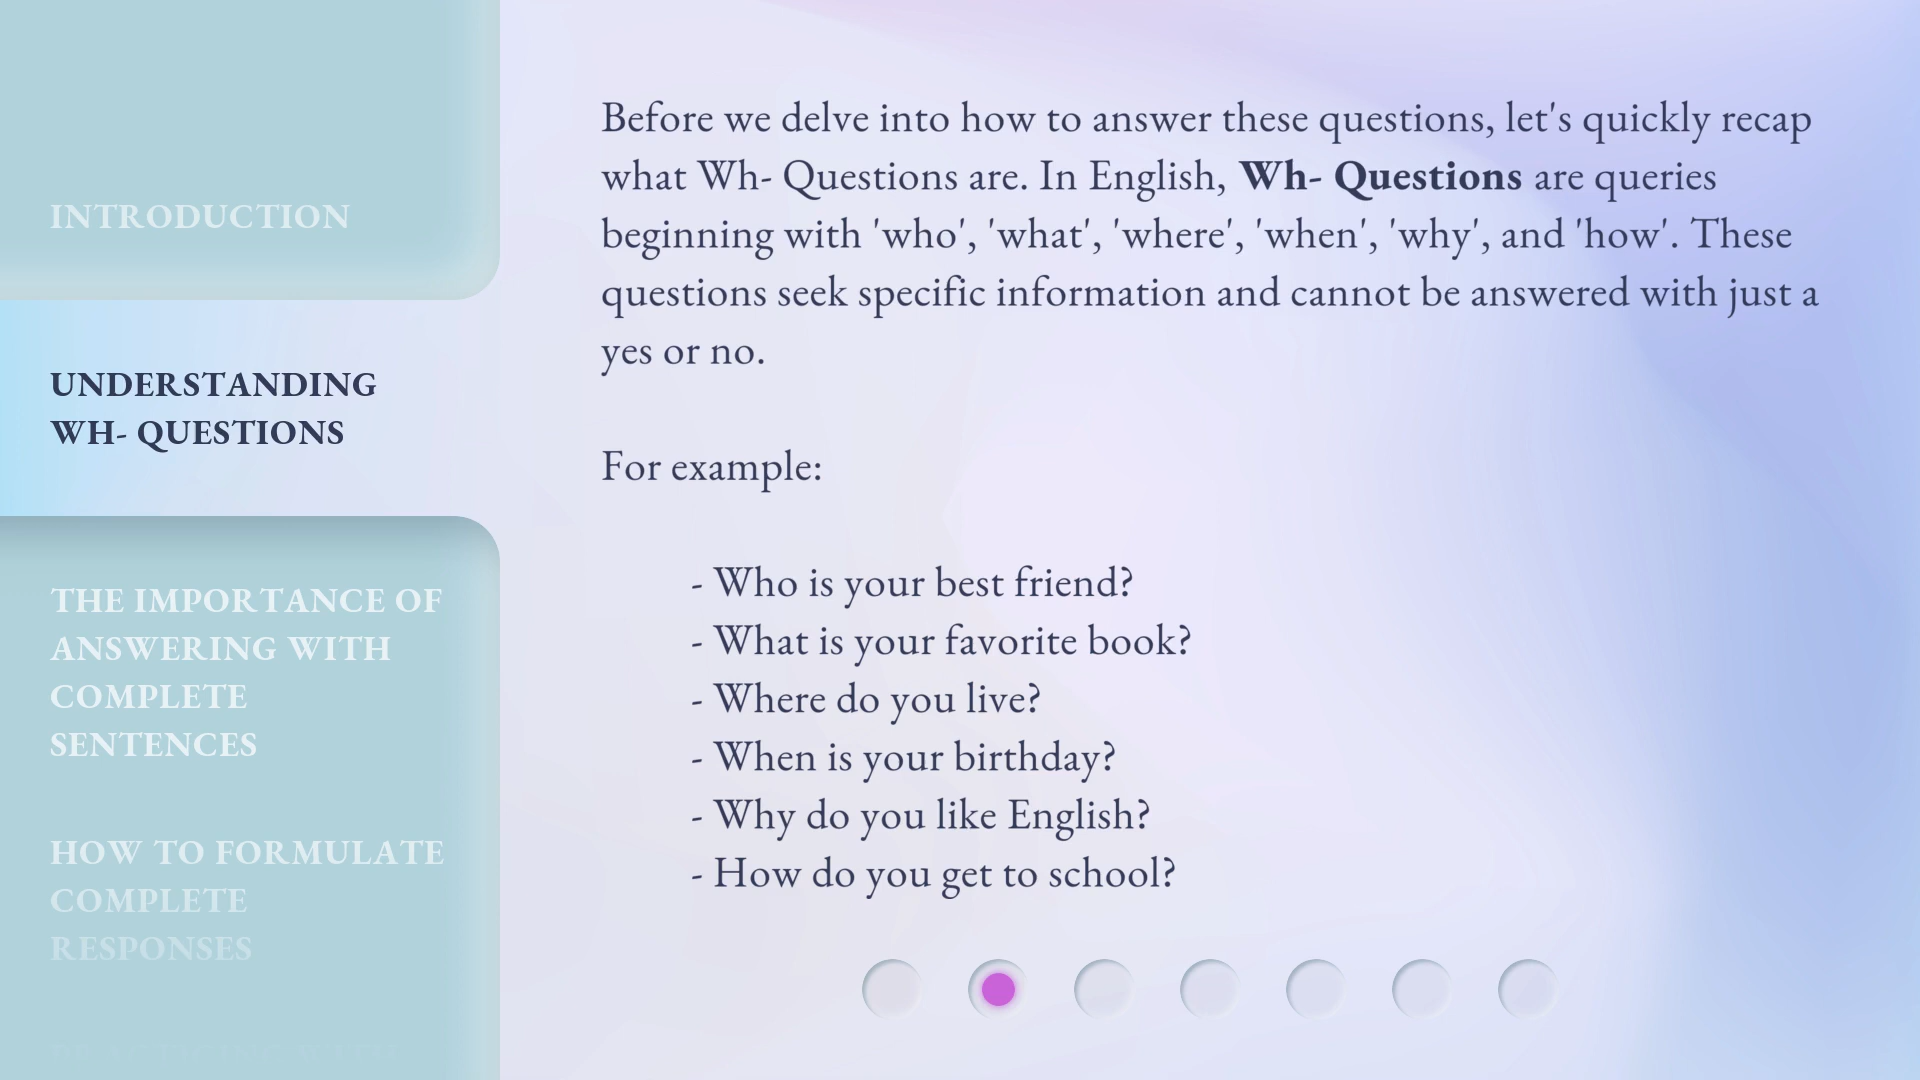 INTRODUCTION
UNDERSTANDING
WH- QUESTIONS
THE IMPORTANCE OF
ANSWERING WITH
COMPLETE
SENTENCES
HOW TO FORMULATE
COMPLETE
RESPONSES
Before we delve into how to answer these questions, let's quickly recap
what Wh- Questions are. In English, Wh- Questions are queries
beginning with 'who', 'what', 'where', 'when', 'why', and 'how'. These
questions seek specific information and cannot be answered with just a
yes or no.
For example:
- Who is your best friend?
- What is your favorite book?
- Where do you live?
- When is your birthday?
- Why do you like English?
- How do you get to school?